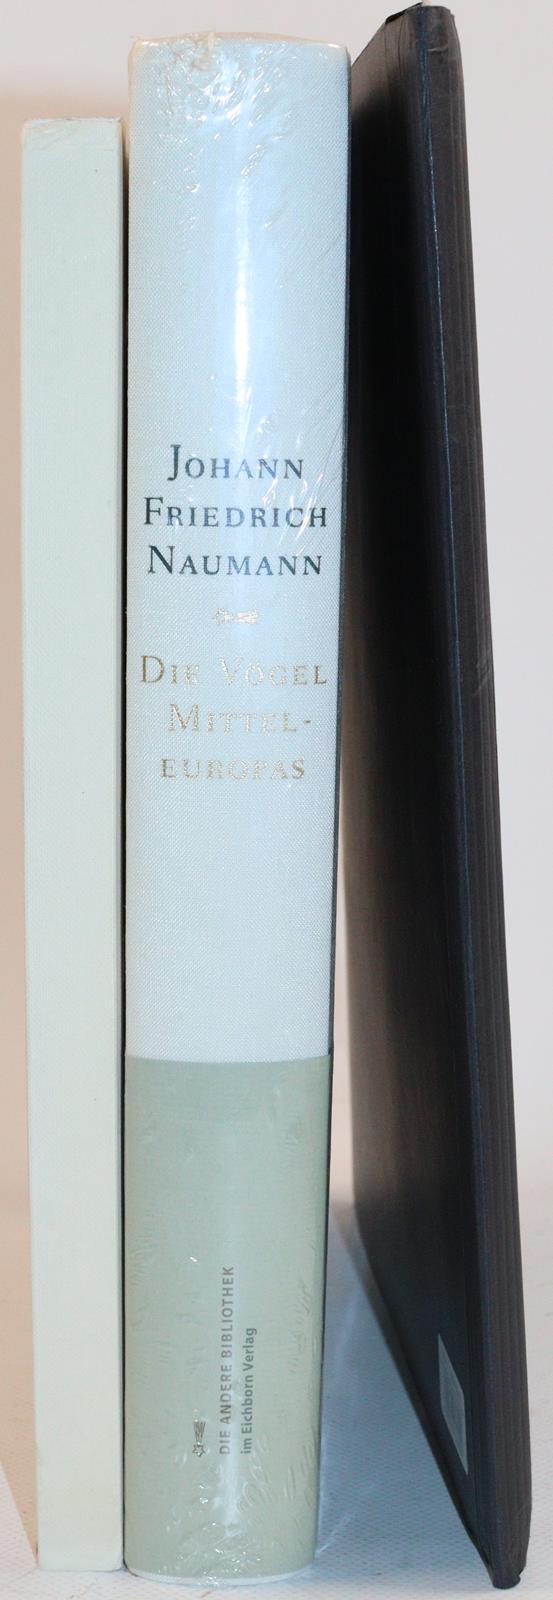 JOHANN
FRIEDRICH
NAUMANN
DIE VÖGEL
MITTEL-
EUROPAS
DIE ANDERE BIBLIOTHEK
im Eichborn Verlag